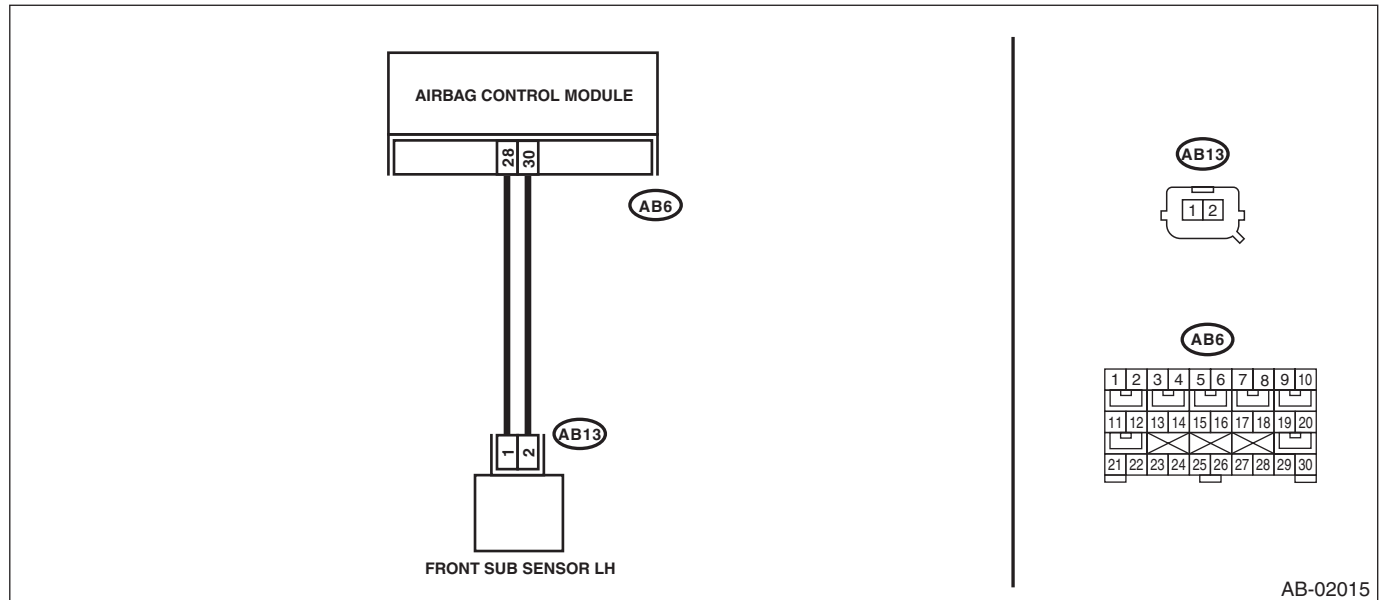 AIRBAG CONTROL MODULE
28 30
AB6
AB13
1 2
FRONT SUB SENSOR LH
AB13
1 2
AB6
1 2 3 4 5 6 7 8 9 10
11 12 13 14 15 16 17 18 19 20
21 22 23 24 25 26 27 28 29 30
AB-02015